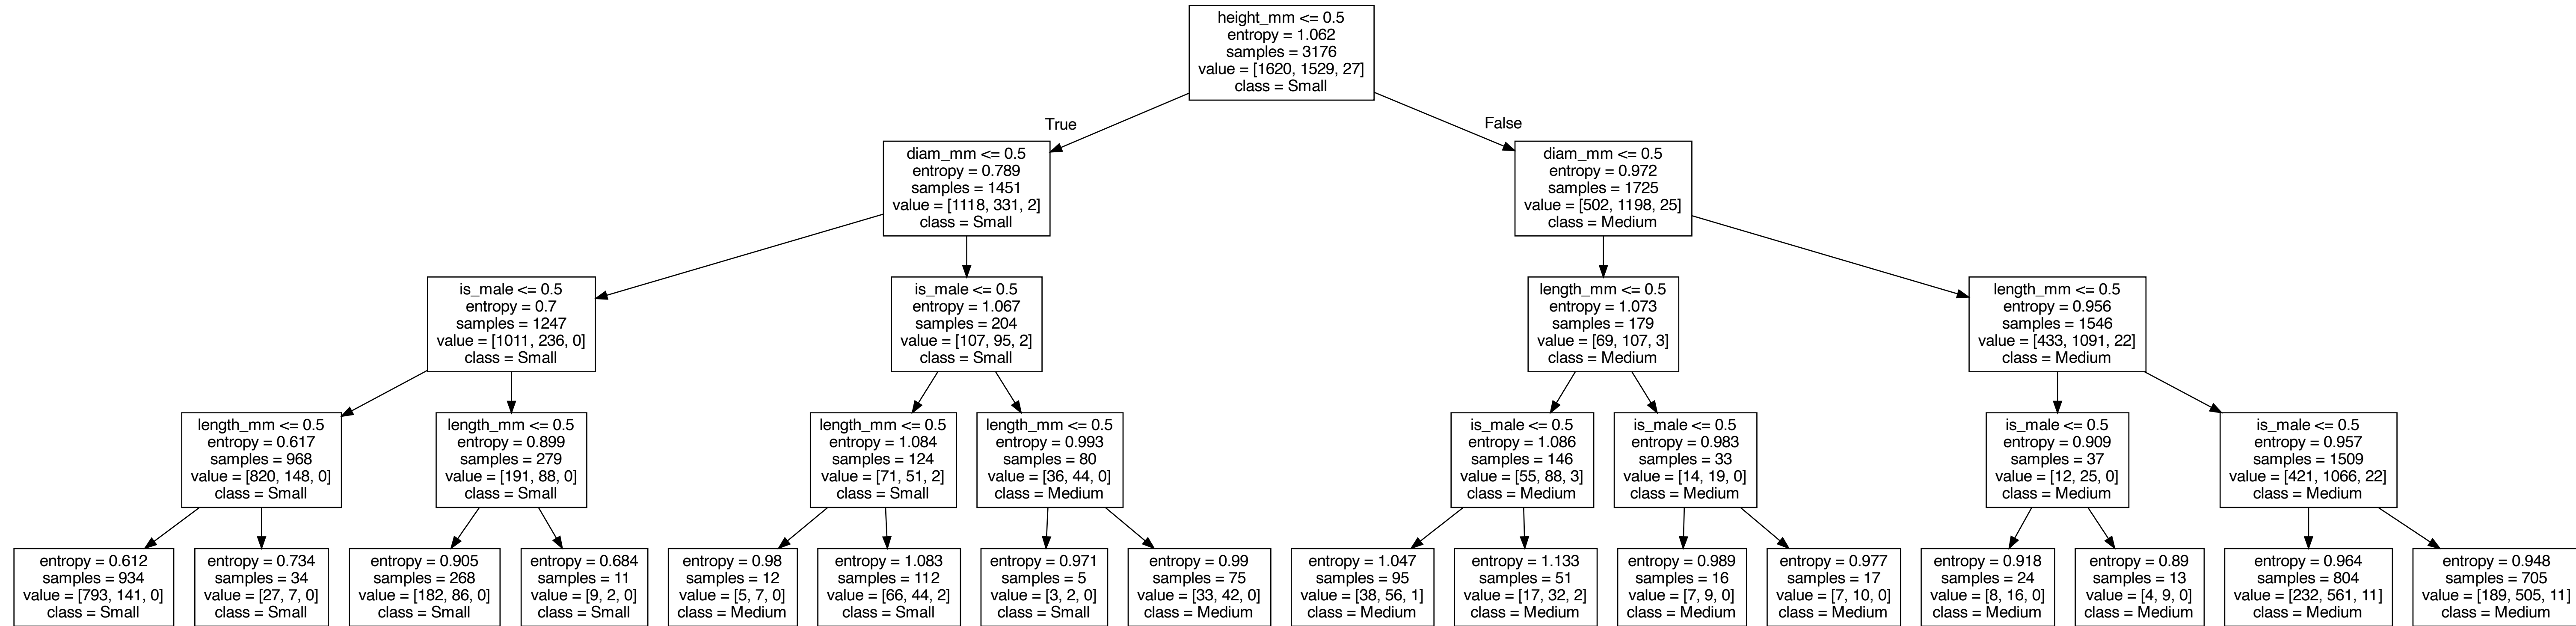 height_mm <= 0.5
entropy = 1.062
samples = 3176
value = [1620, 1529, 27]
class = Small
True
False
diam_mm <= 0.5
entropy = 0.789
samples = 1451
value = [1118, 331, 2]
class = Small
diam_mm <= 0.5
entropy = 0.972
samples = 1725
value = [502, 1198, 25]
class = Medium
is_male <= 0.5
entropy = 0.7
samples = 1247
value = [1011, 236, 0]
class = Small
is_male <= 0.5
entropy = 1.067
samples = 204
value = [107, 95, 2]
class = Small
length_mm <= 0.5
entropy = 1.073
samples = 179
value = [69, 107, 3]
class = Medium
length_mm <= 0.5
entropy = 0.956
samples = 1546
value = [433, 1091, 22]
class = Medium
length_mm <= 0.5
entropy = 0.617
samples = 968
value = [820, 148, 0]
class = Small
length_mm <= 0.5
entropy = 0.899
samples = 279
value = [191, 88, 0]
class = Small
length_mm <= 0.5
entropy = 1.084
samples = 124
value = [71, 51, 2]
class = Small
length_mm <= 0.5
entropy = 0.993
samples = 80
value = [36, 44, 0]
class = Medium
is_male <= 0.5
entropy = 1.086
samples = 146
value = [55, 88, 3]
class = Medium
is_male <= 0.5
entropy = 0.983
samples = 33
value = [14, 19, 0]
class = Medium
is_male <= 0.5
entropy = 0.909
samples = 37
value = [12, 25, 0]
class = Medium
is_male <= 0.5
entropy = 0.957
samples = 1509
value = [421, 1066, 22]
class = Medium
entropy = 0.612
samples = 934
value = [793, 141, 0]
class = Small
entropy = 0.734
samples = 34
value = [27, 7, 0]
class = Small
entropy = 0.905
samples = 268
value = [182, 86, 0]
class = Small
entropy = 0.684
samples = 11
value = [9, 2, 0]
class = Small
entropy = 0.98
samples = 12
value = [5, 7, 0]
class = Medium
entropy = 1.083
samples = 112
value = [66, 44, 2]
class = Small
entropy = 0.971
samples = 5
value = [3, 2, 0]
class = Small
entropy = 0.99
samples = 75
value = [33, 42, 0]
class = Medium
entropy = 1.047
samples = 95
value = [38, 56, 1]
class = Medium
entropy = 1.133
samples = 51
value = [17, 32, 2]
class = Medium
entropy = 0.989
samples = 16
value = [7, 9, 0]
class = Medium
entropy = 0.977
samples = 17
value = [7, 10, 0]
class = Medium
entropy = 0.918
samples = 24
value = [8, 16, 0]
class = Medium
entropy = 0.89
samples = 13
value = [4, 9, 0]
class = Medium
entropy = 0.964
samples = 804
value = [232, 561, 11]
class = Medium
entropy = 0.948
samples = 705
value = [189, 505, 11]
class = Medium